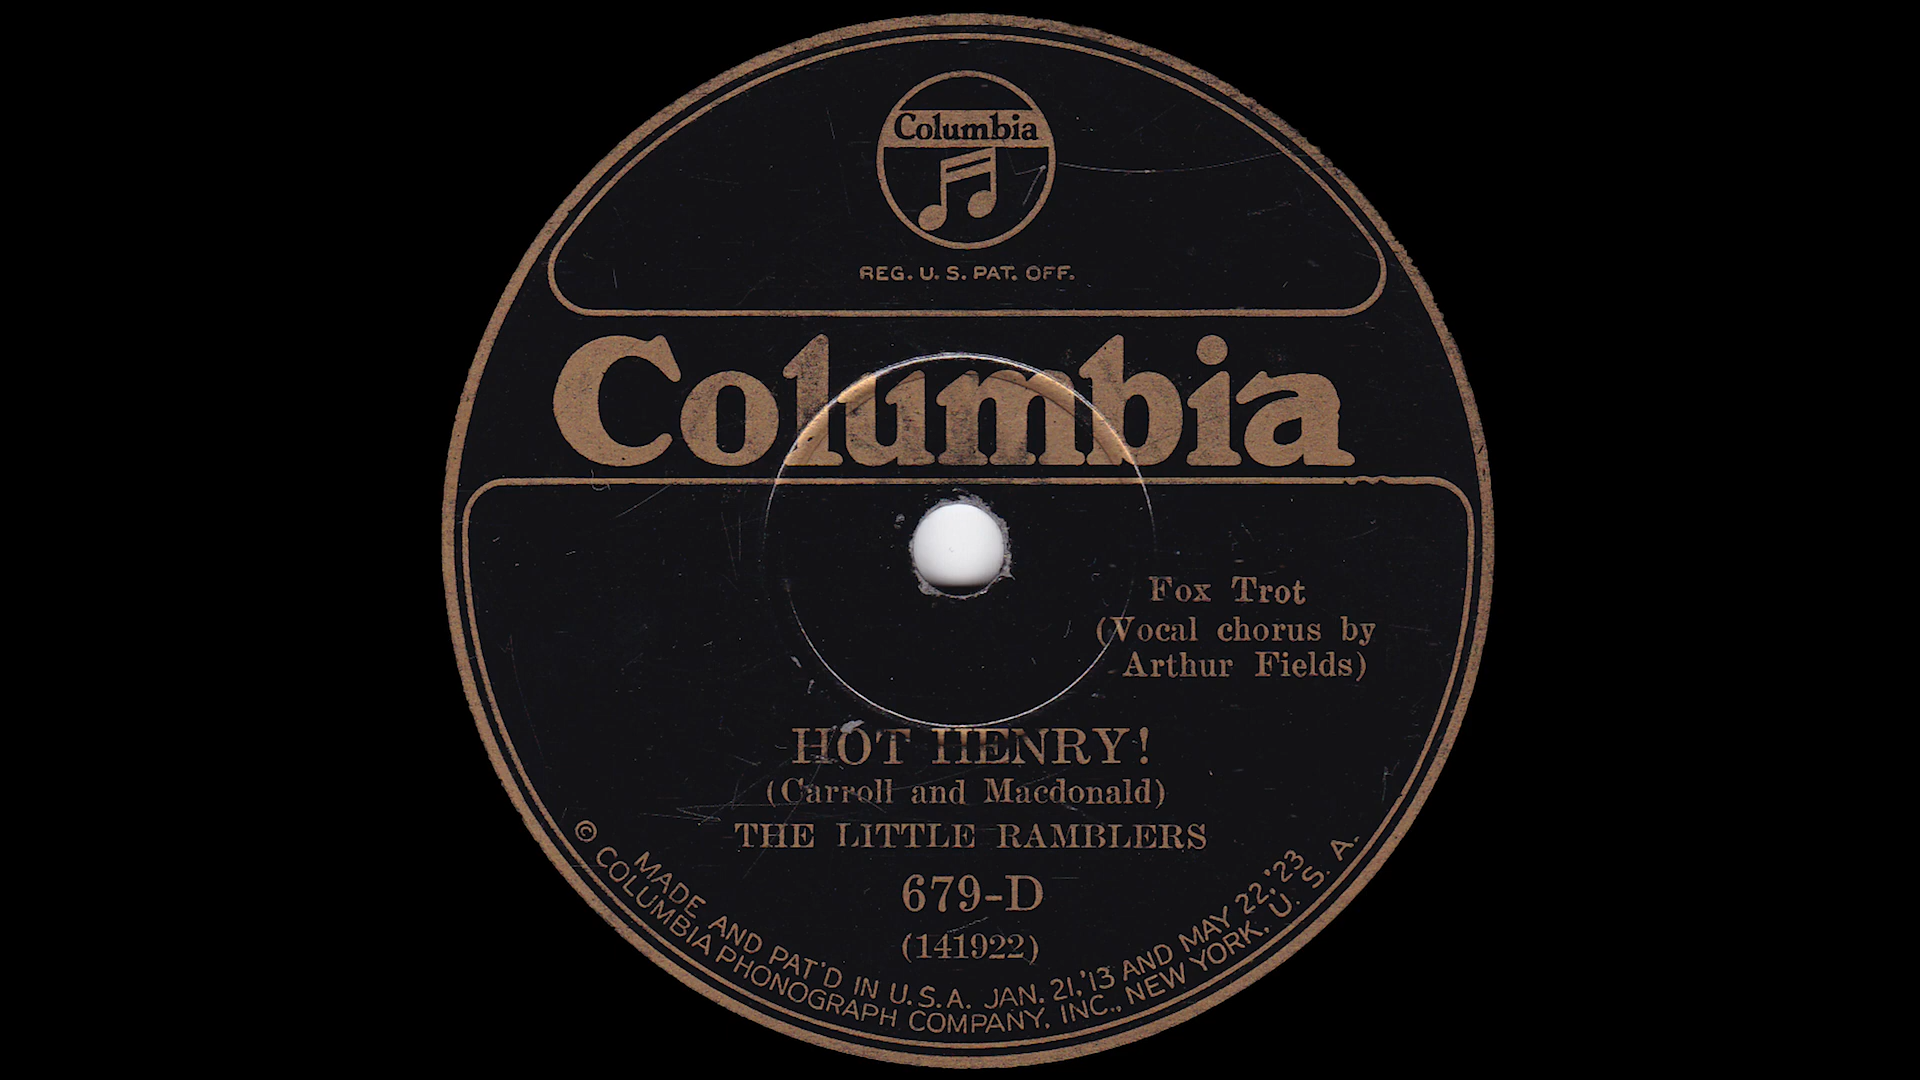 Columbia
REG. U. S. PAT. OFF.
Columbia
Fox Trot
(Vocal chorus by
Arthur Fields)
HOT HENRY!
(Carroll and Macdonald)
THE LITTLE RAMBLERS
679-D
(141922)
MADE AND PAT'D IN U.S.A. JAN. 21,'13 AND MAY 22,'23
© COLUMBIA PHONOGRAPH COMPANY, INC., NEW YORK, U. S. A.